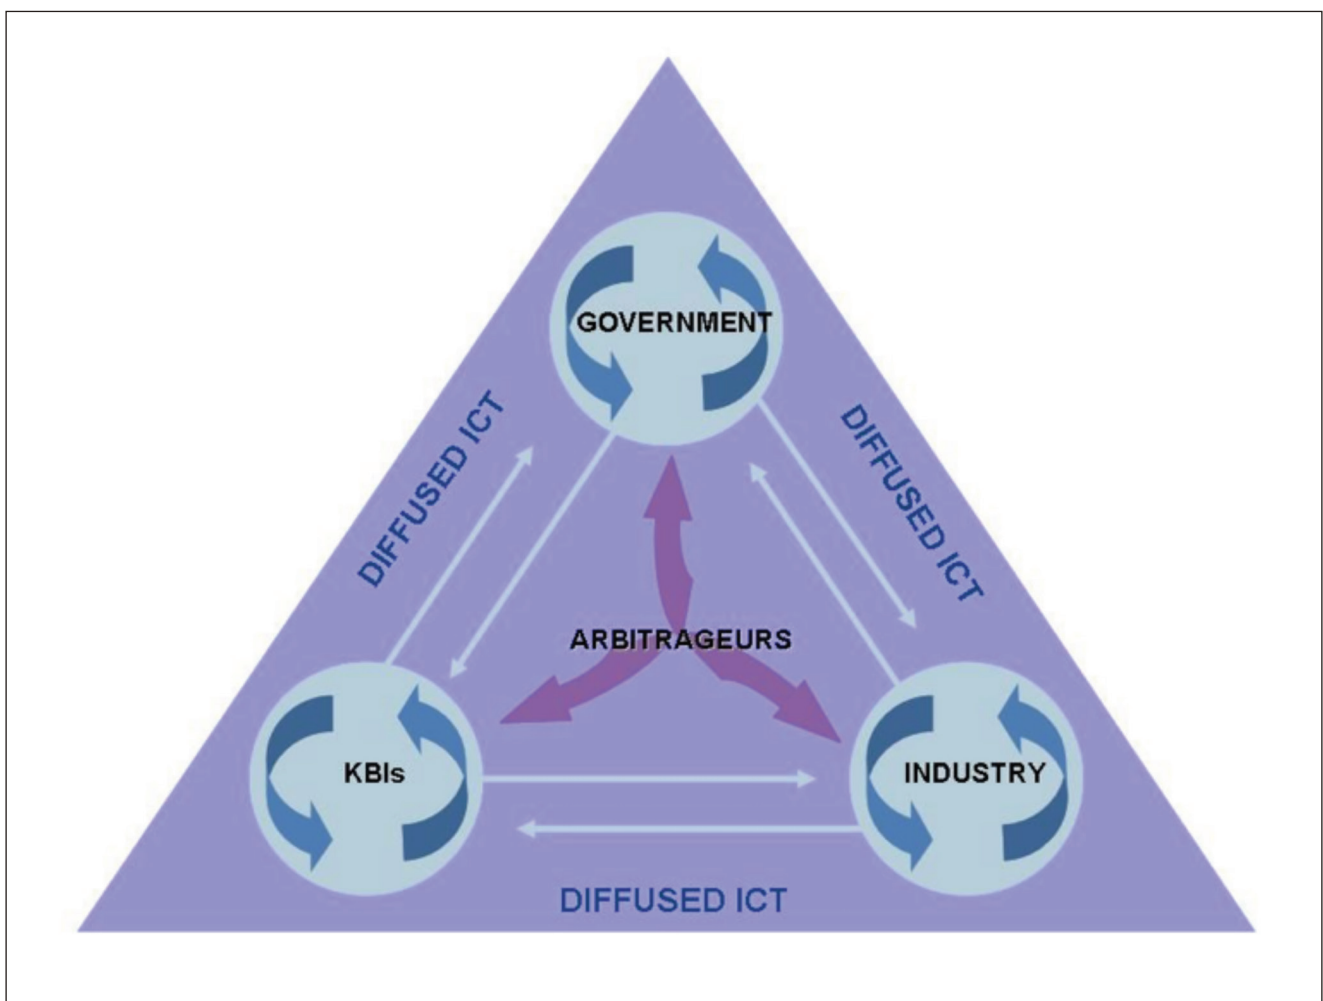 GOVERNMENT
DIFFUSED ICT
DIFFUSED ICT
ARBITRAGEURS
KBIs
INDUSTRY
DIFFUSED ICT